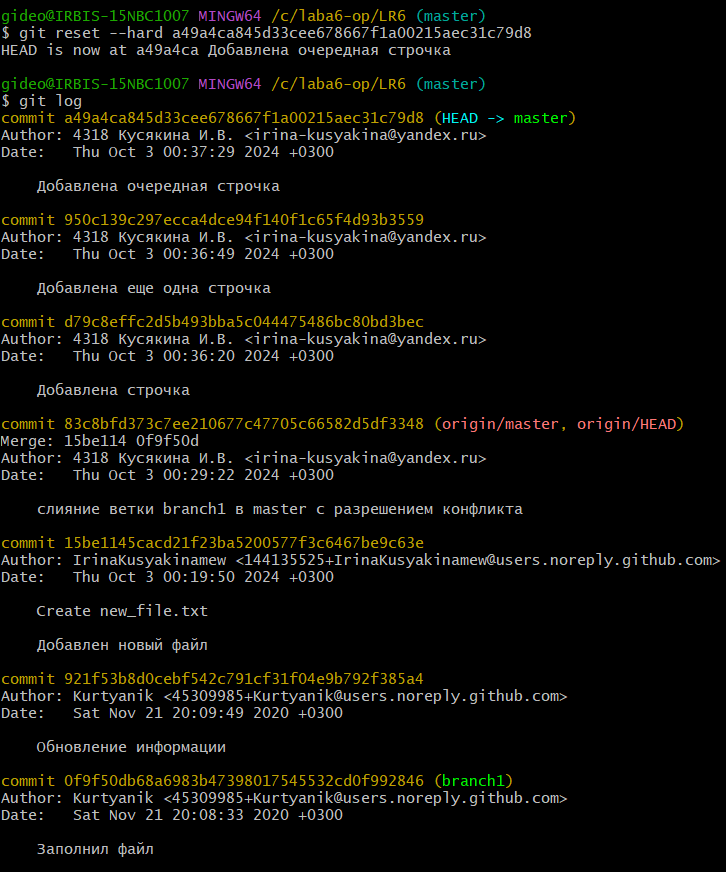 gideo@IRBIS-15NBC1007 MINGW64 /c/laba6-op/LR6 (master)
$ git reset --hard a49a4ca845d33cee678667f1a00215aec31c79d8
HEAD is now at a49a4ca Добавлена очередная строчка
gideo@IRBIS-15NBC1007 MINGW64 /c/laba6-op/LR6 (master)
$ git log
commit a49a4ca845d33cee678667f1a00215aec31c79d8 (HEAD -> master)
Author: 4318 Кусякина И.В. <irina-kusyakina@yandex.ru>
Date:   Thu Oct 3 00:37:29 2024 +0300
Добавлена очередная строчка
commit 950c139c297ecca4dce94f140f1c65f4d93b3559
Author: 4318 Кусякина И.В. <irina-kusyakina@yandex.ru>
Date:   Thu Oct 3 00:36:49 2024 +0300
Добавлена еще одна строчка
commit d79c8effc2d5b493bba5c044475486bc80bd3bec
Author: 4318 Кусякина И.В. <irina-kusyakina@yandex.ru>
Date:   Thu Oct 3 00:36:20 2024 +0300
Добавлена строчка
commit 83c8bfd373c7ee210677c47705c66582d5df3348 (origin/master, origin/HEAD)
Merge: 15be114 0f9f50d
Author: 4318 Кусякина И.В. <irina-kusyakina@yandex.ru>
Date:   Thu Oct 3 00:29:22 2024 +0300
слияние ветки branch1 в master с разрешением конфликта
commit 15be1145cacd21f23ba5200577f3c6467be9c63e
Author: IrinaKusyakinamew <144135525+IrinaKusyakinamew@users.noreply.github.com>
Date:   Thu Oct 3 00:19:50 2024 +0300
Create new_file.txt
Добавлен новый файл
commit 921f53b8d0cebf542c791cf31f04e9b792f385a4
Author: Kurtyanik <45309985+Kurtyanik@users.noreply.github.com>
Date:   Sat Nov 21 20:09:49 2020 +0300
Обновление информации
commit 0f9f50db68a6983b47398017545532cd0f992846 (branch1)
Author: Kurtyanik <45309985+Kurtyanik@users.noreply.github.com>
Date:   Sat Nov 21 20:08:33 2020 +0300
Заполнил файл